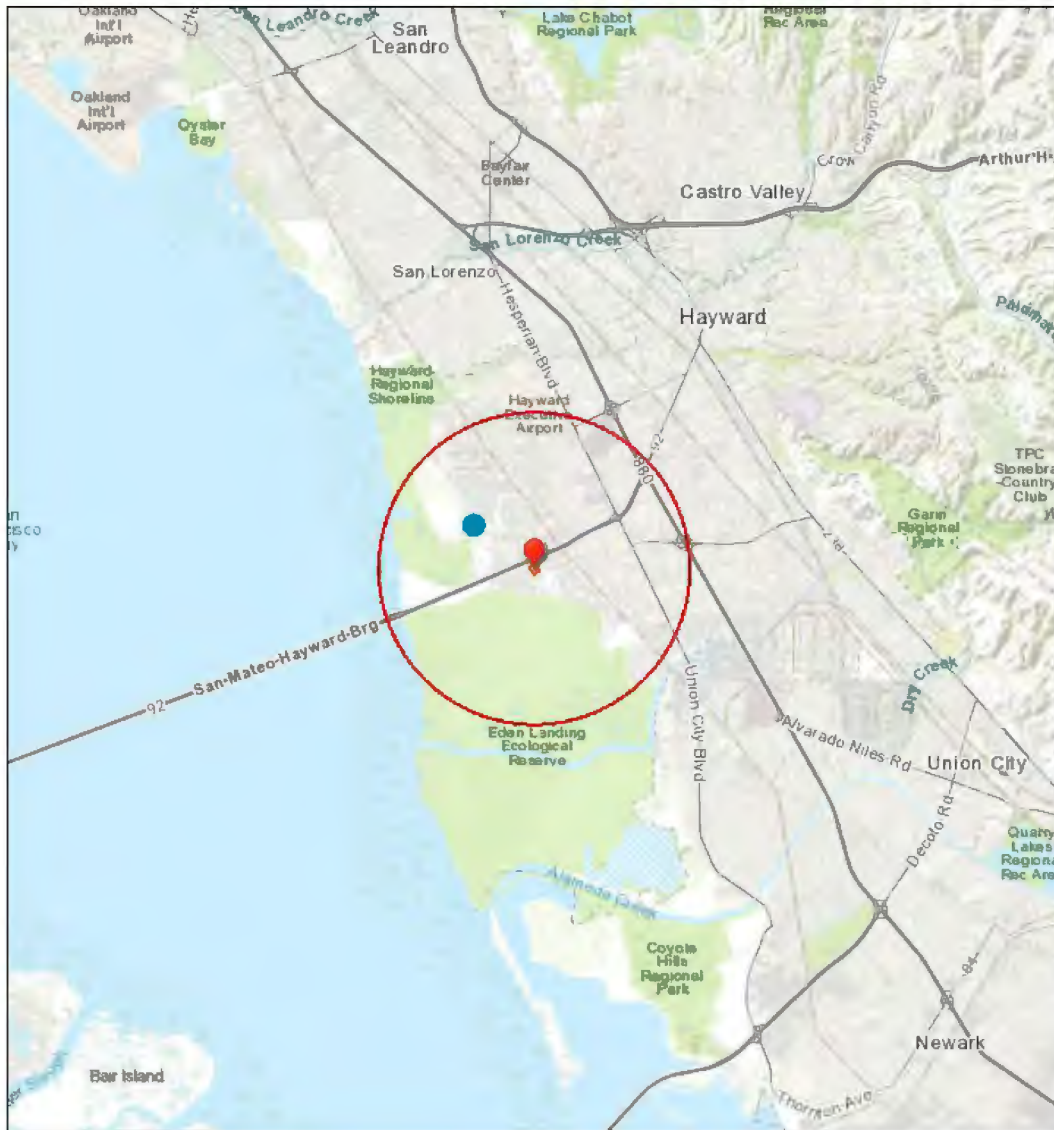 Oakland
Int'l
Airport
San Leandro Creek
San
Leandro
Lake Chabot
Regional Park
Regional
Rec Area
Oakland
Int'l
Airport
Oyster
Bay
Bayfair
Center
Crow Canyon Rd
Arthur H
Castro Valley
San Lorenzo Creek
San Lorenzo
Hesperian Blvd
Hayward
Hayward
Regional
Shoreline
Hayward
Executive
Airport
92
880
TPC
Stonebra
Country
Club
Garin
Regional
Park
San Mateo-Hayward Brg
92
Union City Blvd
Dry Creek
Eden Landing
Ecological
Reserve
Alvarado Niles Rd
Union City
Decoto Rd
Quarry
Lakes
Regiona
Rec Area
Alameda Creek
Coyote
Hills
Regional
Park
84
Newark
Bair Island
Thornton Ave